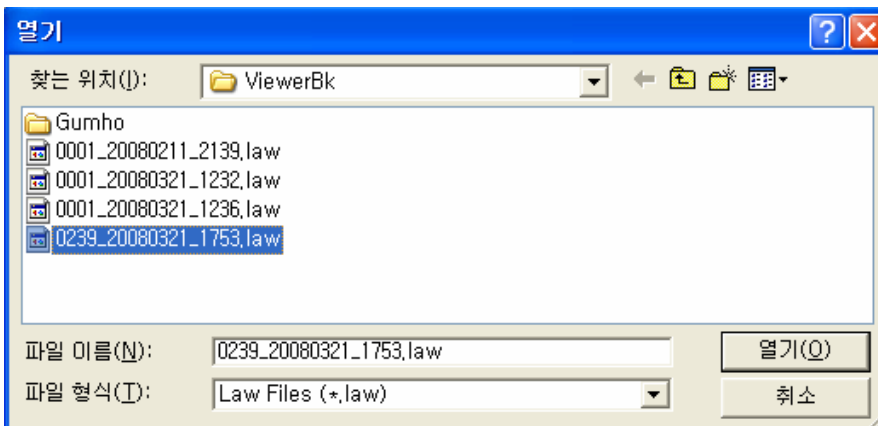 열기
찾는 위치(I): ViewerBk
Gumho
0001_20080211_2139.law
0001_20080321_1232.law
0001_20080321_1236.law
0239_20080321_1753.law
파일 이름(N): 0239_20080321_1753.law 열기(O)
파일 형식(T): Law Files (*.law) 취소